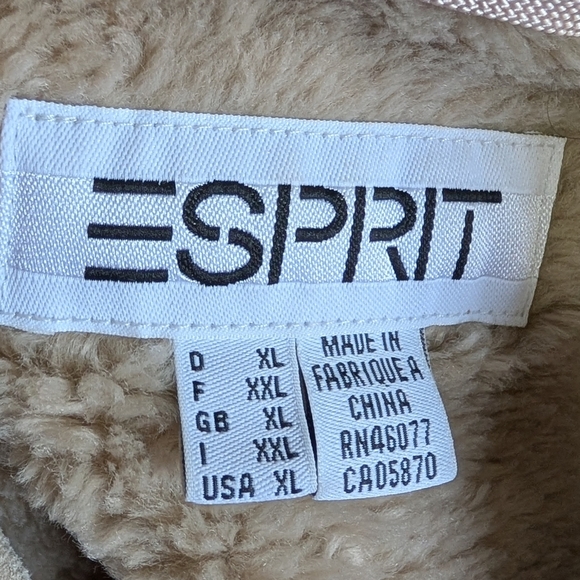 ESPRIT
D XL
F XXL
GB XL
I XXL
USA XL
MADE IN
FABRIQUE A
CHINA
RN46077
CA05870